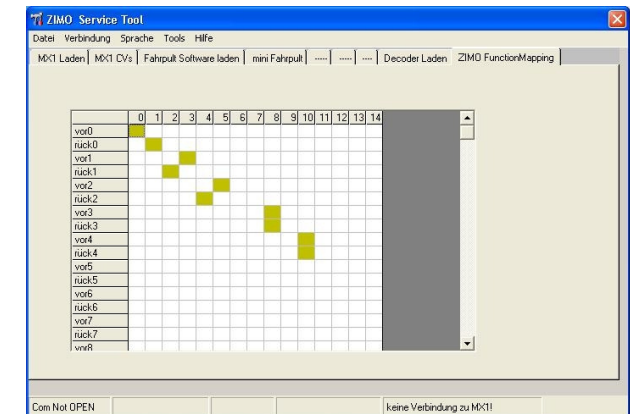 ZIMO Service Tool
Datei Verbindung Sprache Tools Hilfe
MX1 Laden MX1 CVs Fahrpult Software laden mini Fahrpult ----- ----- ---- Decoder Laden ZIMO FunctionMapping
0 1 2 3 4 5 6 7 8 9 10 11 12 13 14
vor0
rück0
vor1
rück1
vor2
rück2
vor3
rück3
vor4
rück4
vor5
rück5
vor6
rück6
vor7
rück7
vor8
Com Not OPEN keine Verbindung zu MX1!